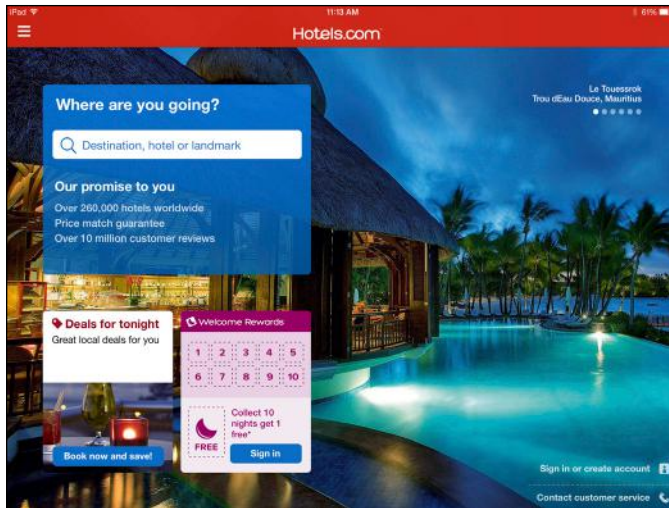 iPad
11:13 AM
61%
Hotels.com
Where are you going?
Destination, hotel or landmark
Our promise to you
Over 260,000 hotels worldwide
Price match guarantee
Over 10 million customer reviews
Le Touessrok
Trou dEau Douce, Mauritius
Deals for tonight
Great local deals for you
Book now and save!
Welcome Rewards
1 2 3 4 5
6 7 8 9 10
FREE
Collect 10
nights get 1
free*
Sign in
Sign in or create account
Contact customer service